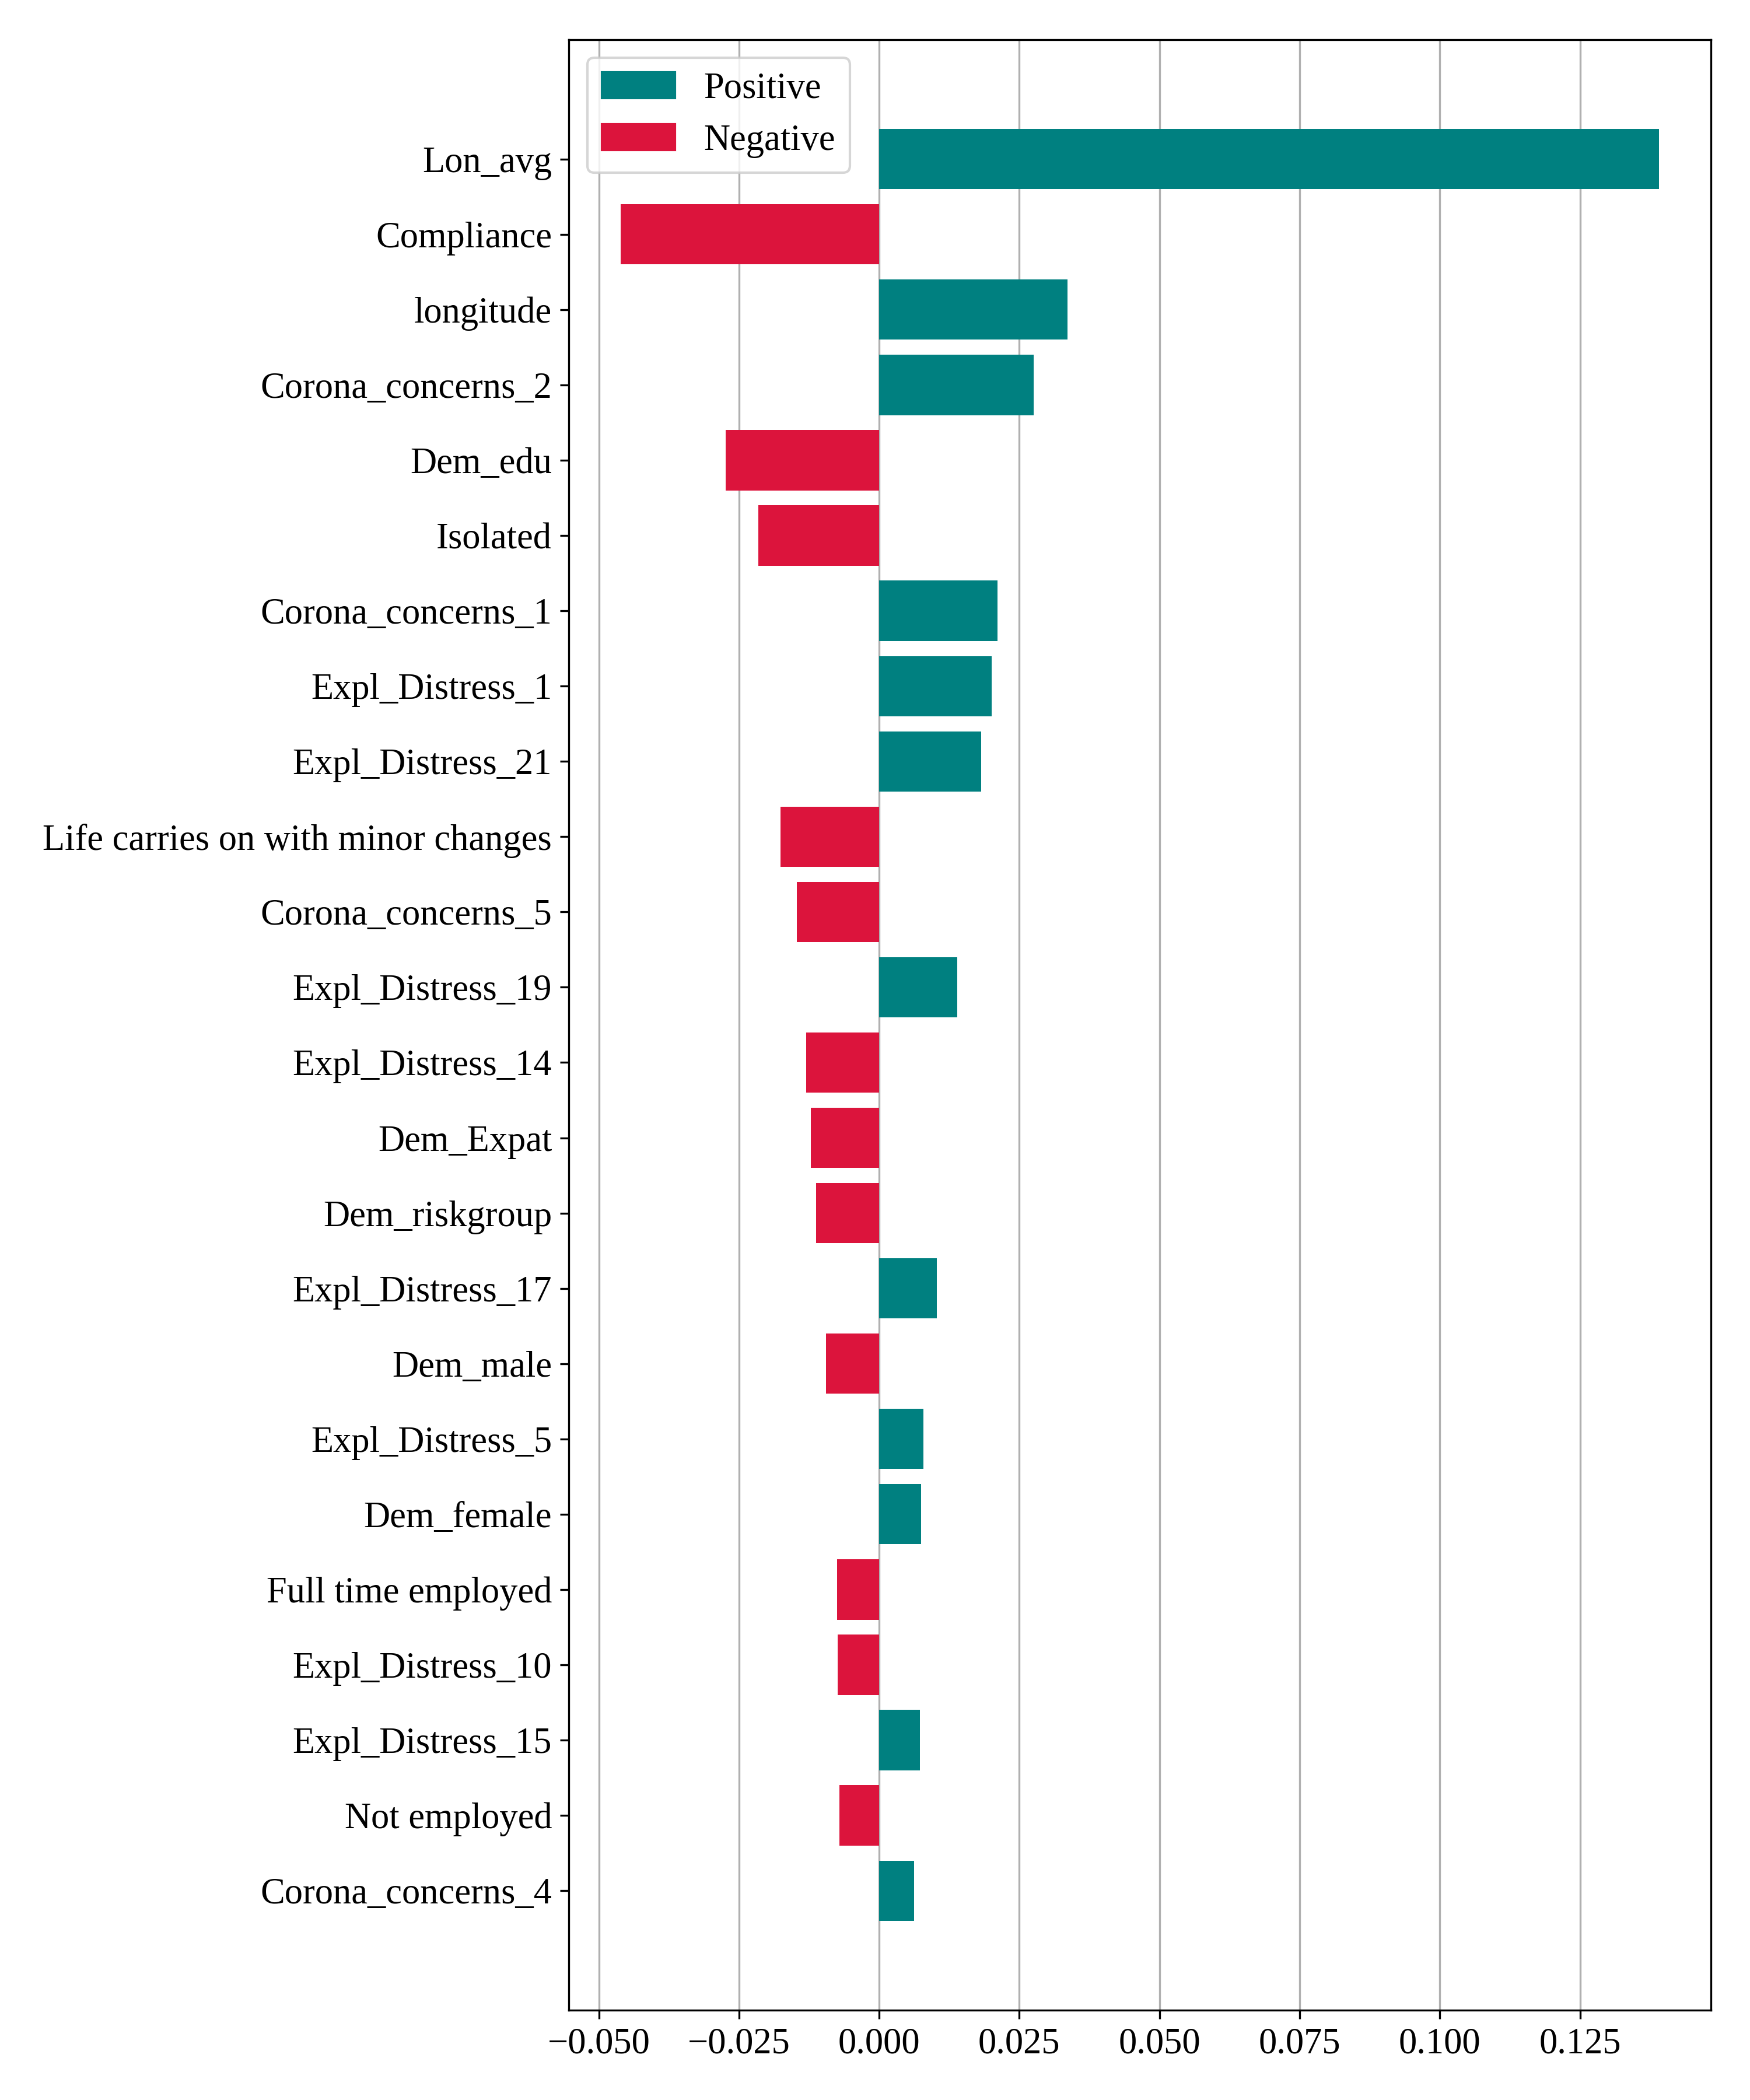 Positive
Negative
Lon_avg
Compliance
longitude
Corona_concerns_2
Dem_edu
Isolated
Corona_concerns_1
Expl_Distress_1
Expl_Distress_21
Life carries on with minor changes
Corona_concerns_5
Expl_Distress_19
Expl_Distress_14
Dem_Expat
Dem_riskgroup
Expl_Distress_17
Dem_male
Expl_Distress_5
Dem_female
Full time employed
Expl_Distress_10
Expl_Distress_15
Not employed
Corona_concerns_4
−0.050 −0.025 0.000 0.025 0.050 0.075 0.100 0.125